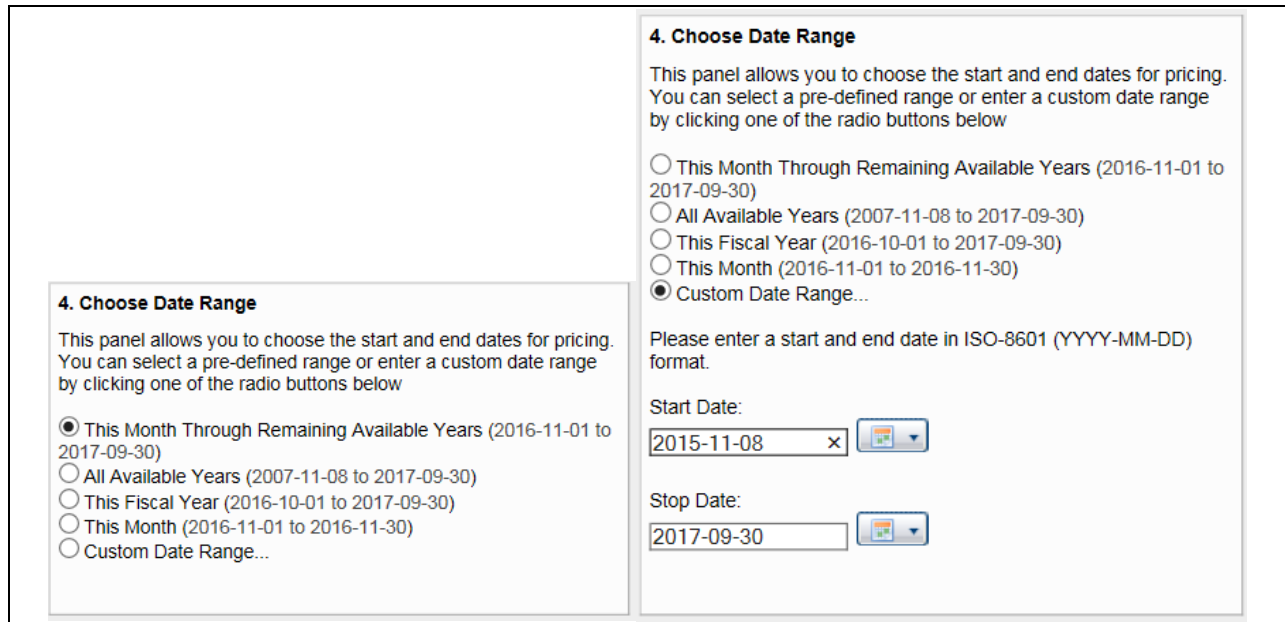 4. Choose Date Range
This panel allows you to choose the start and end dates for pricing.
You can select a pre-defined range or enter a custom date range
by clicking one of the radio buttons below
This Month Through Remaining Available Years (2016-11-01 to
2017-09-30)
All Available Years (2007-11-08 to 2017-09-30)
This Fiscal Year (2016-10-01 to 2017-09-30)
This Month (2016-11-01 to 2016-11-30)
Custom Date Range...
4. Choose Date Range
This panel allows you to choose the start and end dates for pricing.
You can select a pre-defined range or enter a custom date range
by clicking one of the radio buttons below
This Month Through Remaining Available Years (2016-11-01 to
2017-09-30)
All Available Years (2007-11-08 to 2017-09-30)
This Fiscal Year (2016-10-01 to 2017-09-30)
This Month (2016-11-01 to 2016-11-30)
Custom Date Range...
Please enter a start and end date in ISO-8601 (YYYY-MM-DD)
format.
Start Date:
2015-11-08
Stop Date:
2017-09-30